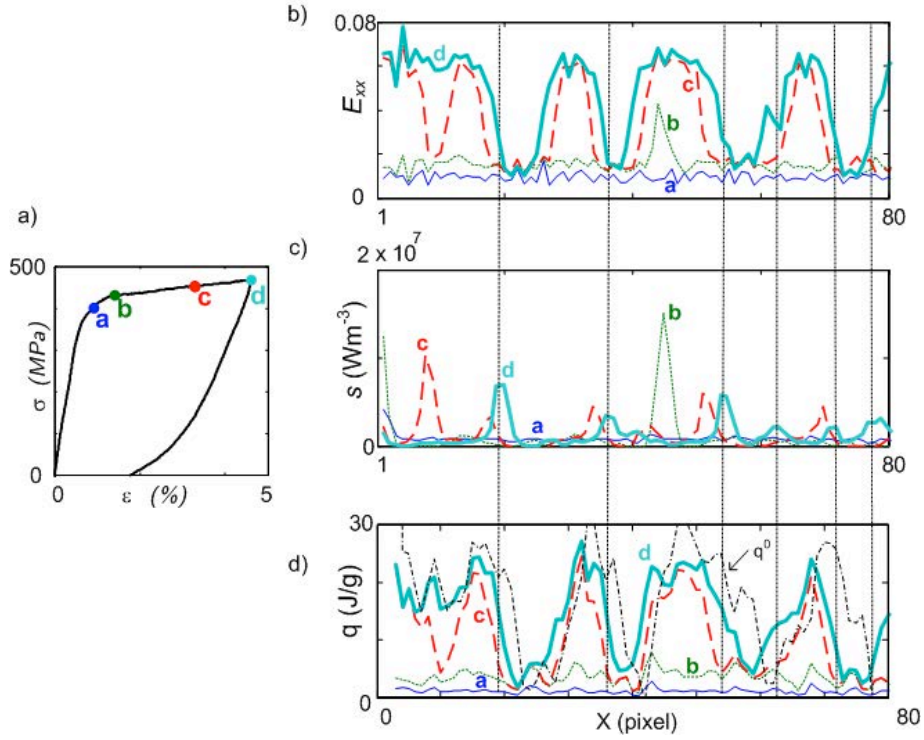 b)
0.08
d
E_xx
c
b
a
0
1
80
a)
500
σ (MPa)
a
b
c
d
0
0
5
ε (%)
c)
2 x 10^7
s (Wm^-3)
c
d
a
b
0
1
80
d)
30
q (J/g)
d
q^D
c
b
a
0
0
80
X (pixel)